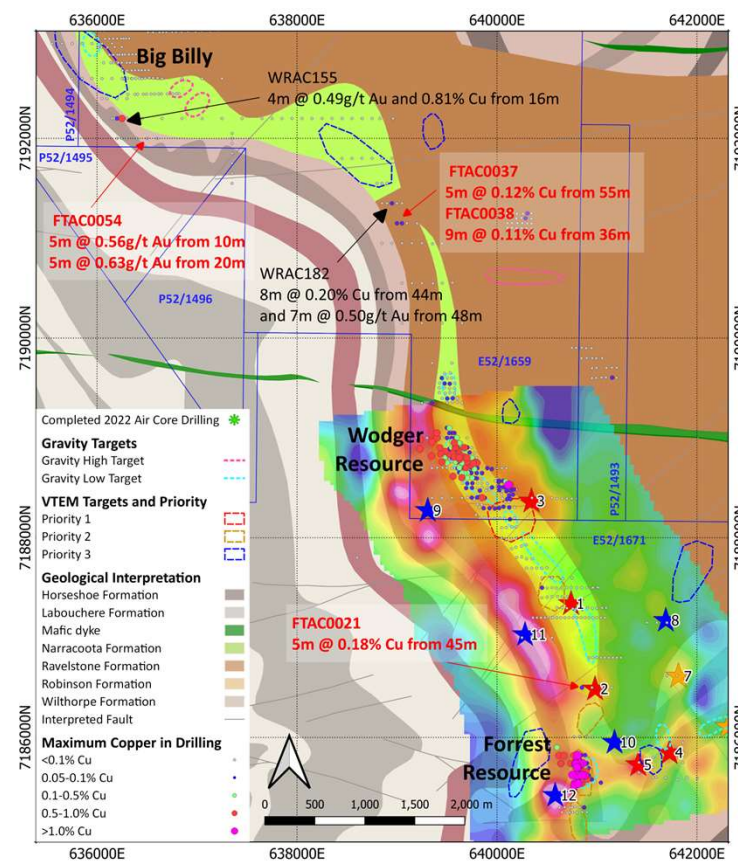 636000E
638000E
640000E
642000E
Big Billy
WRAC155
4m @ 0.49g/t Au and 0.81% Cu from 16m
P52/1494
7192000N
7192000N
P52/1495
FTAC0037
5m @ 0.12% Cu from 55m
FTAC0038
9m @ 0.11% Cu from 36m
FTAC0054
5m @ 0.56g/t Au from 10m
5m @ 0.63g/t Au from 20m
WRAC182
8m @ 0.20% Cu from 44m
and 7m @ 0.50g/t Au from 48m
P52/1496
7190000N
7190000N
E52/1659
Wodger
Resource
P52/1493
3
9
7188000N
7188000N
E52/1671
1
8
11
FTAC0021
5m @ 0.18% Cu from 45m
7
2
10
7186000N
7186000N
Forrest
Resource
4
5
12
Completed 2022 Air Core Drilling
Gravity Targets
Gravity High Target
Gravity Low Target
VTEM Targets and Priority
Priority 1
Priority 2
Priority 3
Geological Interpretation
Horseshoe Formation
Labouchere Formation
Mafic dyke
Narracoota Formation
Ravelstone Formation
Robinson Formation
Wilthorpe Formation
Interpreted Fault
Maximum Copper in Drilling
<0.1% Cu
0.05-0.1% Cu
0.1-0.5% Cu
0.5-1.0% Cu
>1.0% Cu
0 500 1,000 1,500 2,000 m
636000E
638000E
640000E
642000E